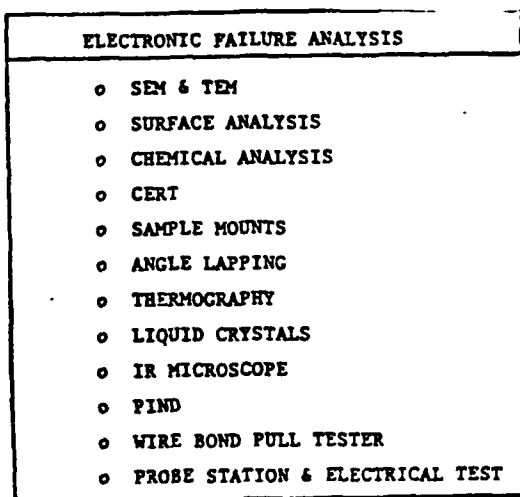 ELECTRONIC FAILURE ANALYSIS
o SEM & TEM
o SURFACE ANALYSIS
o CHEMICAL ANALYSIS
o CERT
o SAMPLE MOUNTS
o ANGLE LAPPING
o THERMOGRAPHY
o LIQUID CRYSTALS
o IR MICROSCOPE
o PIND
o WIRE BOND PULL TESTER
o PROBE STATION & ELECTRICAL TEST